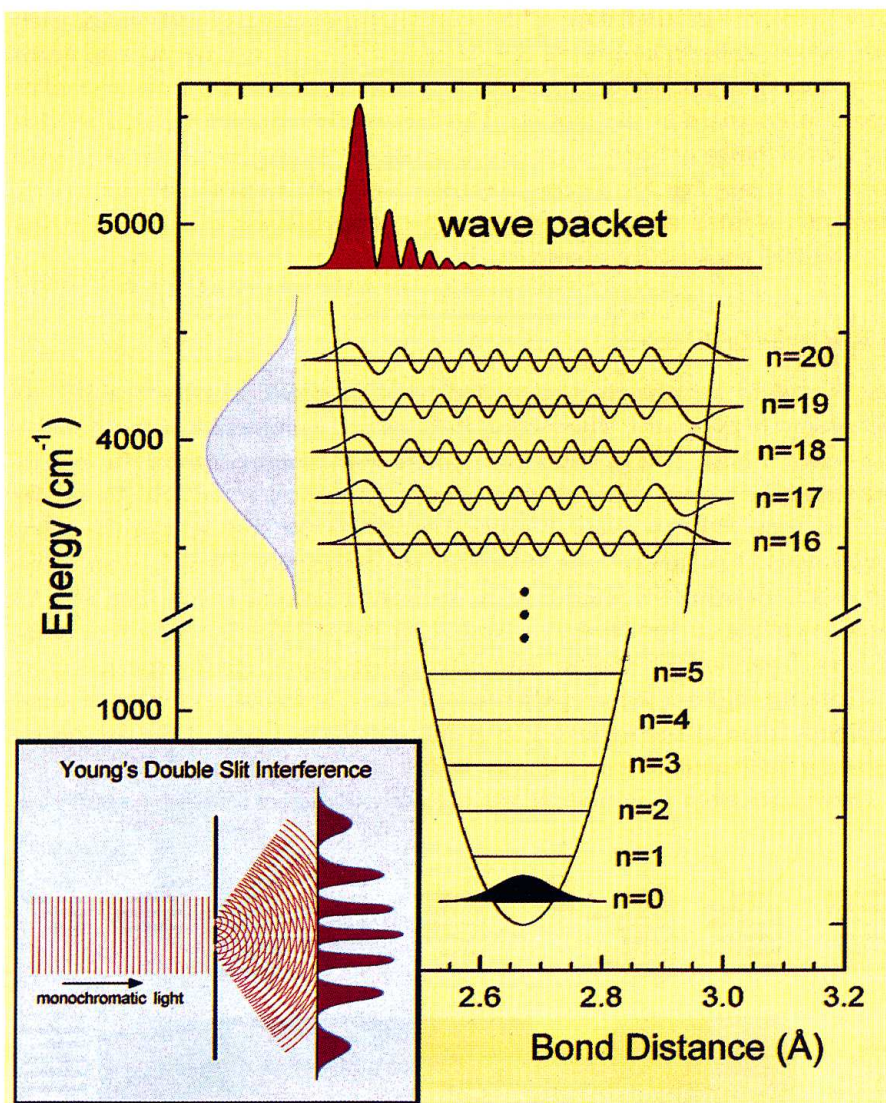 wave packet
5000
4000
1000
Energy (cm⁻¹)
n=20
n=19
n=18
n=17
n=16
n=5
n=4
n=3
n=2
n=1
n=0
Young's Double Slit Interference
monochromatic light
2.6
2.8
3.0
3.2
Bond Distance (Å)